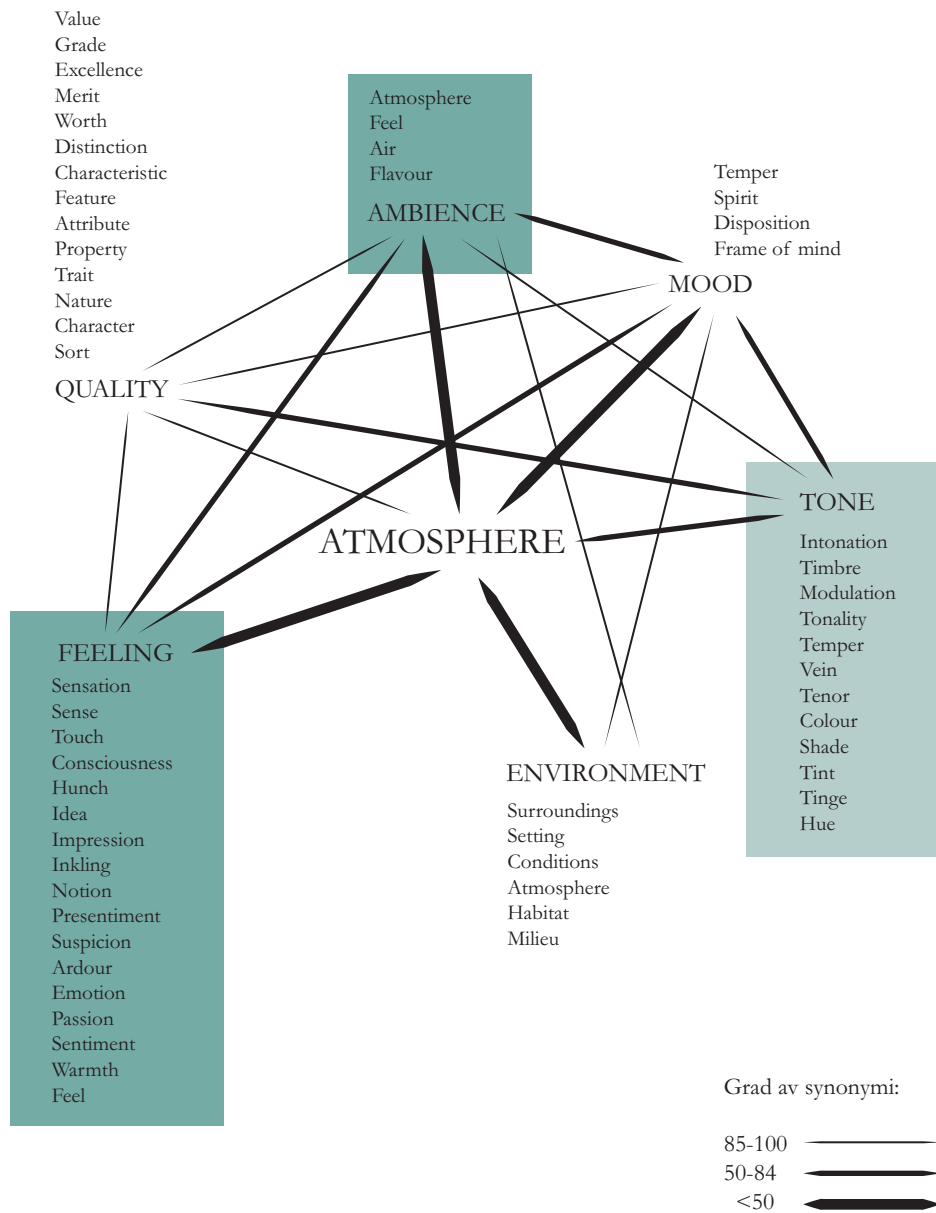 Value
Grade
Excellence
Merit
Worth
Distinction
Characteristic
Feature
Attribute
Property
Trait
Nature
Character
Sort
QUALITY
Atmosphere
Feel
Air
Flavour
AMBIENCE
Temper
Spirit
Disposition
Frame of mind
MOOD
ATMOSPHERE
TONE
Intonation
Timbre
Modulation
Tonality
Temper
Vein
Tenor
Colour
Shade
Tint
Tinge
Hue
FEELING
Sensation
Sense
Touch
Consciousness
Hunch
Idea
Impression
Inkling
Notion
Presentiment
Suspicion
Ardour
Emotion
Passion
Sentiment
Warmth
Feel
ENVIRONMENT
Surroundings
Setting
Conditions
Atmosphere
Habitat
Milieu
Grad av synonymi:
85-100
50-84
<50